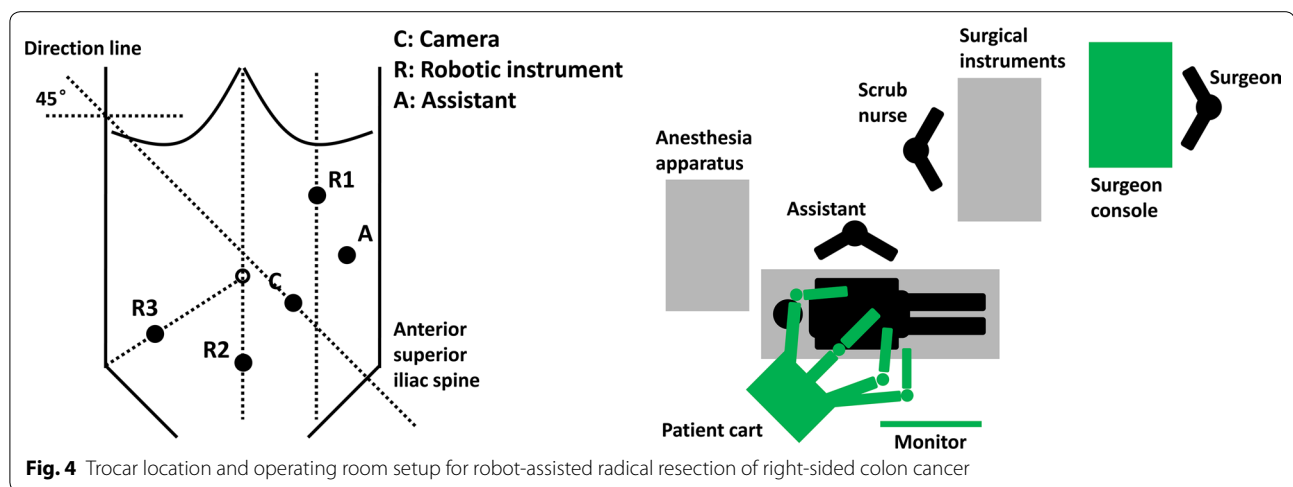 Direction line
45°
C: Camera
R: Robotic instrument
A: Assistant
R1
A
C
R3
R2
Anterior
superior
iliac spine
Surgical
instruments
Surgeon
Scrub
nurse
Anesthesia
apparatus
Surgeon
console
Assistant
Patient cart
Monitor
Fig. 4 Trocar location and operating room setup for robot-assisted radical resection of right-sided colon cancer